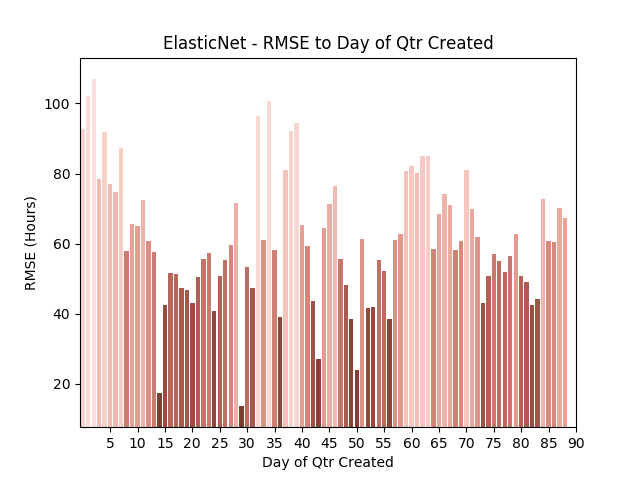 ElasticNet - RMSE to Day of Qtr Created
100
80
60
40
20
RMSE (Hours)
5 10 15 20 25 30 35 40 45 50 55 60 65 70 75 80 85 90
Day of Qtr Created